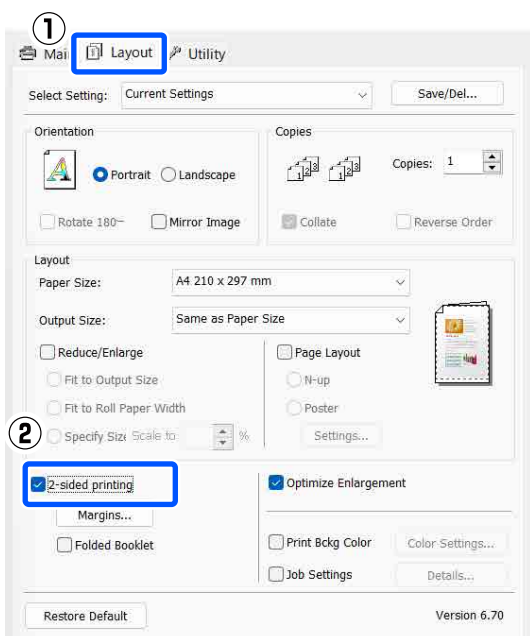 ①
Mai Layout Utility
Select Setting: Current Settings Save/Del...
Orientation Copies
Portrait Landscape Copies: 1
Rotate 180 Mirror Image Collate Reverse Order
Layout
Paper Size: A4 210 x 297 mm
Output Size: Same as Paper Size
Reduce/Enlarge Page Layout
Fit to Output Size N-up
Fit to Roll Paper Width Poster
② Specify Size Scale to % Settings...
2-sided printing Optimize Enlargement
Margins...
Folded Booklet Print Bckg Color Color Settings...
Job Settings Details...
Restore Default Version 6.70